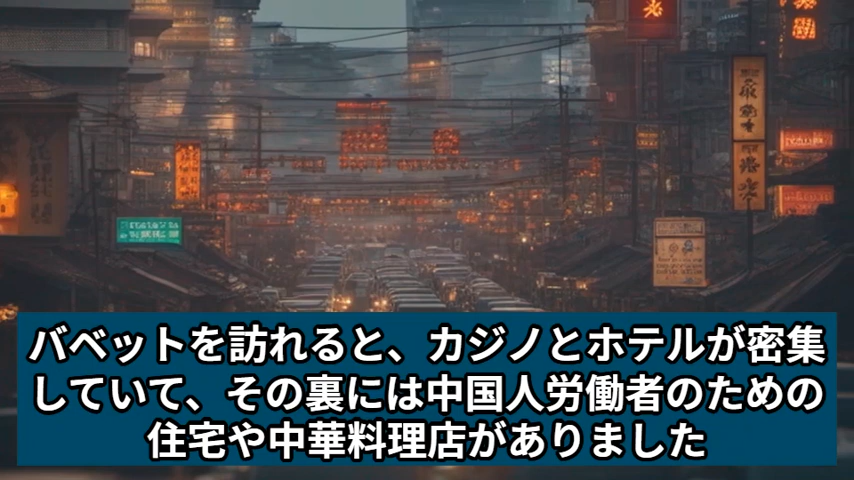 バベットを訪れると、カジノとホテルが密集
していて、その裏には中国人労働者のための
住宅や中華料理店がありました